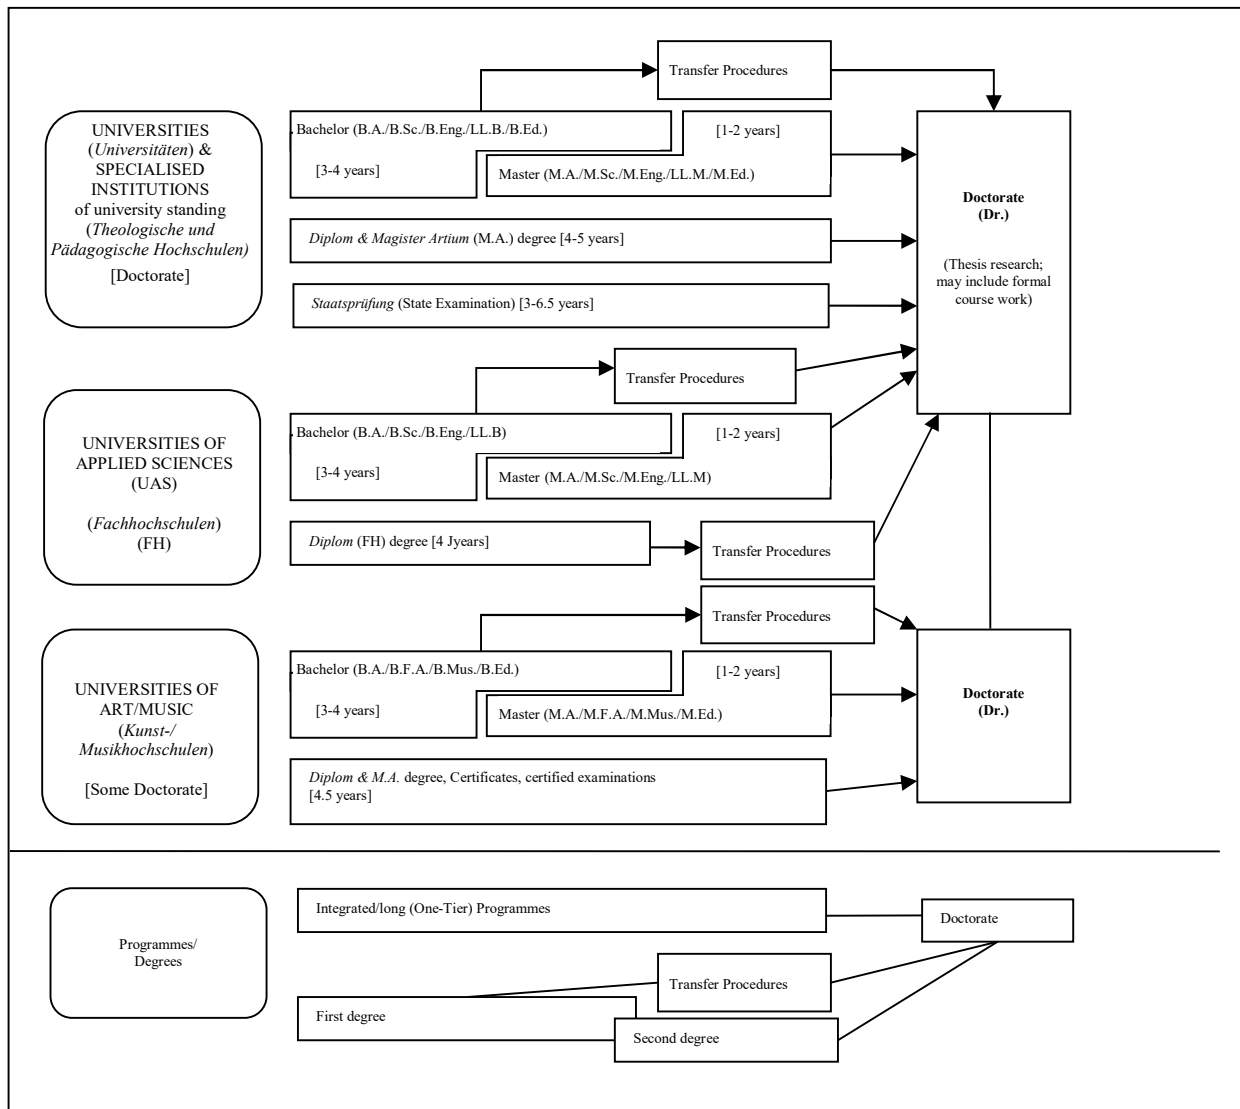 Transfer Procedures
UNIVERSITIES
(Universitäten) &
SPECIALISED
INSTITUTIONS
of university standing
(Theologische und
Pädagogische Hochschulen)
[Doctorate]
. Bachelor (B.A./B.Sc./B.Eng./LL.B./B.Ed.)
[1-2 years]
[3-4 years]
Master (M.A./M.Sc./M.Eng./LL.M./M.Ed.)
Diplom & Magister Artium (M.A.) degree [4-5 years]
Staatsprüfung (State Examination) [3-6.5 years]
Doctorate
(Dr.)
(Thesis research;
may include formal
course work)
Transfer Procedures
UNIVERSITIES OF
APPLIED SCIENCES
(UAS)
(Fachhochschulen)
(FH)
. Bachelor (B.A./B.Sc./B.Eng./LL.B)
[1-2 years]
[3-4 years]
Master (M.A./M.Sc./M.Eng./LL.M)
Diplom (FH) degree [4 Jyears]
Transfer Procedures
Transfer Procedures
UNIVERSITIES OF
ART/MUSIC
(Kunst-/
Musikhochschulen)
[Some Doctorate]
. Bachelor (B.A./B.F.A./B.Mus./B.Ed.)
[1-2 years]
[3-4 years]
Master (M.A./M.F.A./M.Mus./M.Ed.)
Diplom & M.A. degree, Certificates, certified examinations
[4.5 years]
Doctorate
(Dr.)
Programmes/
Degrees
Integrated/long (One-Tier) Programmes
Doctorate
Transfer Procedures
First degree
Second degree